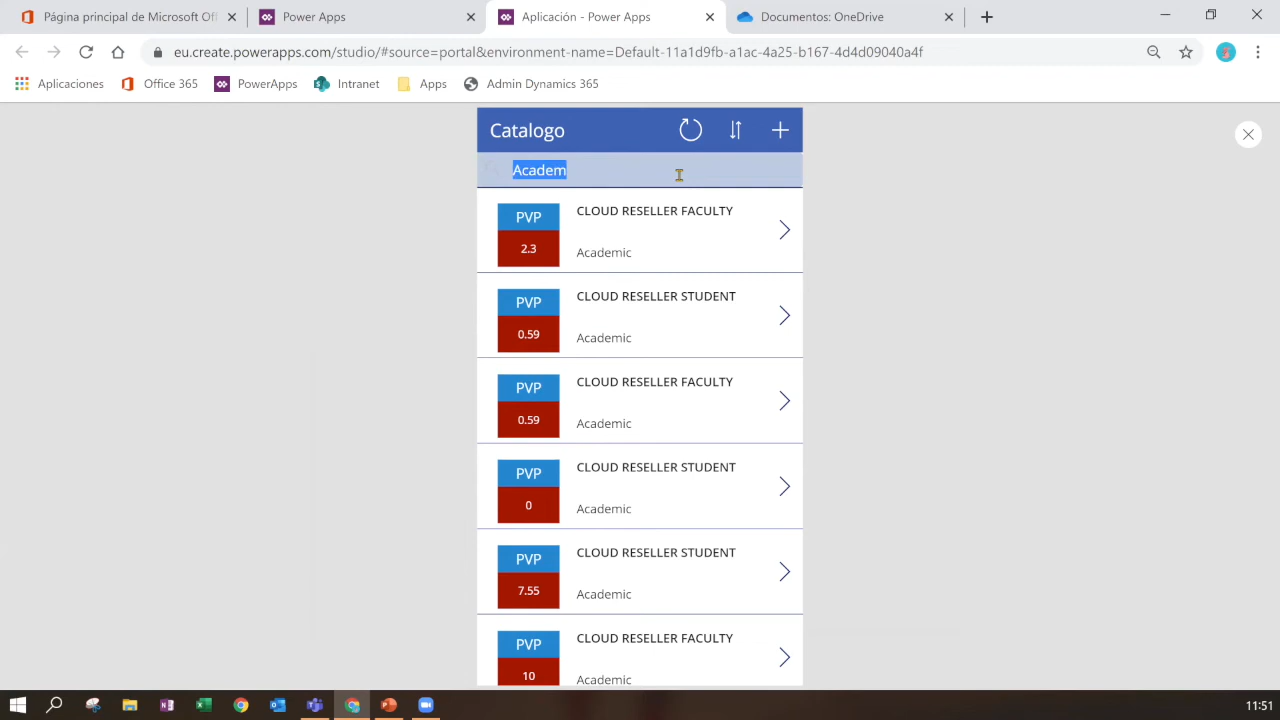 Página principal de Microsoft Of
Power Apps
Aplicación - Power Apps
Documentos: OneDrive
eu.create.powerapps.com/studio/#source=portal&environment-name=Default-11a1d9fb-a1ac-4a25-b167-4d4d09040a4f
Aplicaciones
Office 365
PowerApps
Intranet
Apps
Admin Dynamics 365
Catalogo
Academ
PVP
2.3
CLOUD RESELLER FACULTY
Academic
PVP
0.59
CLOUD RESELLER STUDENT
Academic
PVP
0.59
CLOUD RESELLER FACULTY
Academic
PVP
0
CLOUD RESELLER STUDENT
Academic
PVP
7.55
CLOUD RESELLER STUDENT
Academic
PVP
10
CLOUD RESELLER FACULTY
Academic
11:51